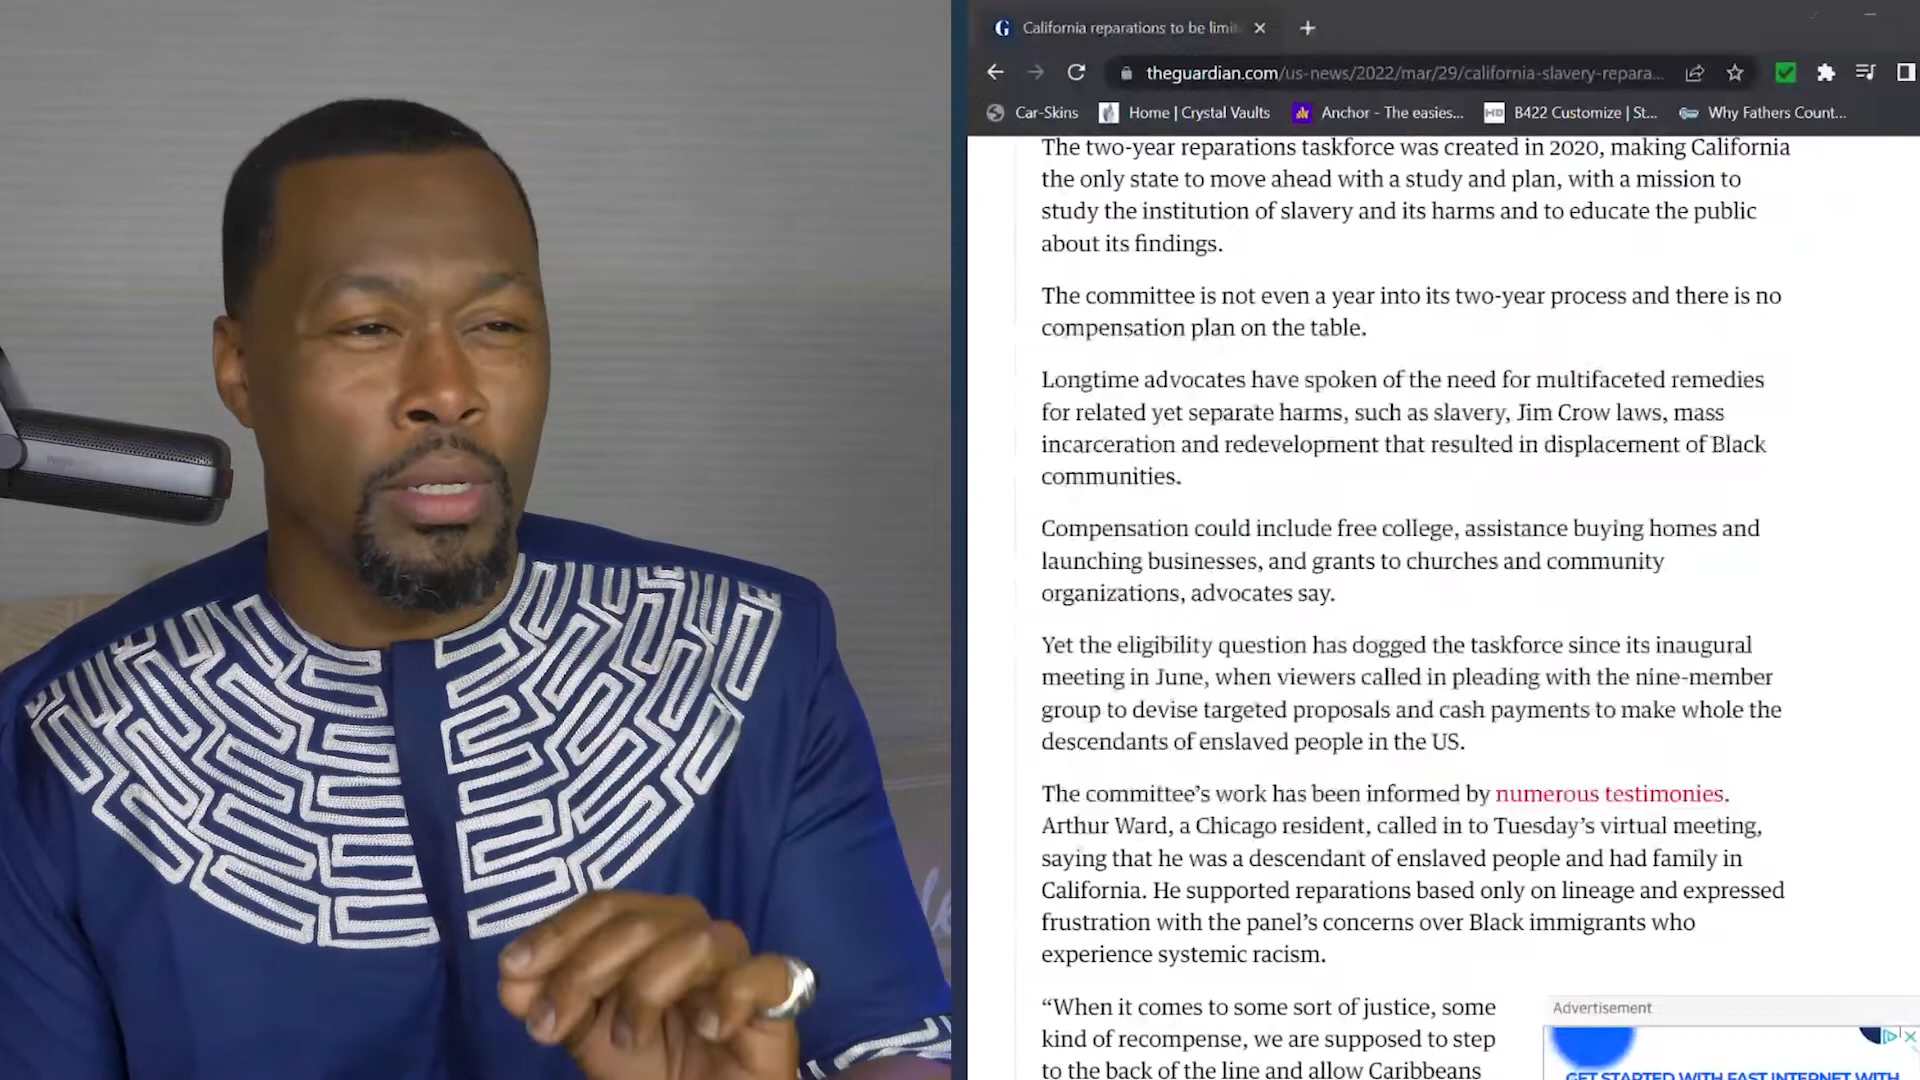 G California reparations to be limi
theguardian.com/us-news/2022/mar/29/california-slavery-repara...
Car-Skins Home | Crystal Vaults Anchor - The easies... HD B422 Customize | St... Why Fathers Count...
The two-year reparations taskforce was created in 2020, making California
the only state to move ahead with a study and plan, with a mission to
study the institution of slavery and its harms and to educate the public
about its findings.
The committee is not even a year into its two-year process and there is no
compensation plan on the table.
Longtime advocates have spoken of the need for multifaceted remedies
for related yet separate harms, such as slavery, Jim Crow laws, mass
incarceration and redevelopment that resulted in displacement of Black
communities.
Compensation could include free college, assistance buying homes and
launching businesses, and grants to churches and community
organizations, advocates say.
Yet the eligibility question has dogged the taskforce since its inaugural
meeting in June, when viewers called in pleading with the nine-member
group to devise targeted proposals and cash payments to make whole the
descendants of enslaved people in the US.
The committee’s work has been informed by numerous testimonies.
Arthur Ward, a Chicago resident, called in to Tuesday’s virtual meeting,
saying that he was a descendant of enslaved people and had family in
California. He supported reparations based only on lineage and expressed
frustration with the panel’s concerns over Black immigrants who
experience systemic racism.
“When it comes to some sort of justice, some
kind of recompense, we are supposed to step
to the back of the line and allow Caribbeans
Advertisement
GET STARTED WITH FAST INTERNET WITH